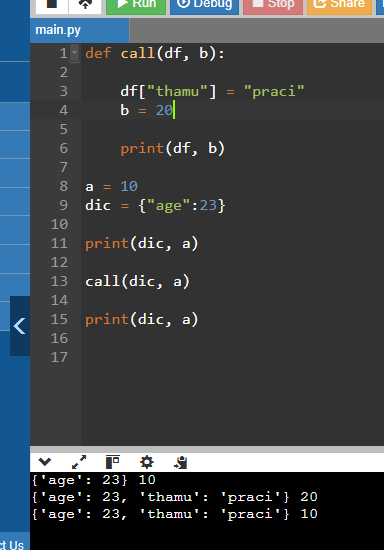 Run Debug Stop Share
main.py
1 def call(df, b):
2
3 df["thamu"] = "praci"
4 b = 20
5
6 print(df, b)
7
8 a = 10
9 dic = {"age":23}
10
11 print(dic, a)
12
13 call(dic, a)
14
15 print(dic, a)
16
17
{'age': 23} 10
{'age': 23, 'thamu': 'praci'} 20
{'age': 23, 'thamu': 'praci'} 10
ct Us